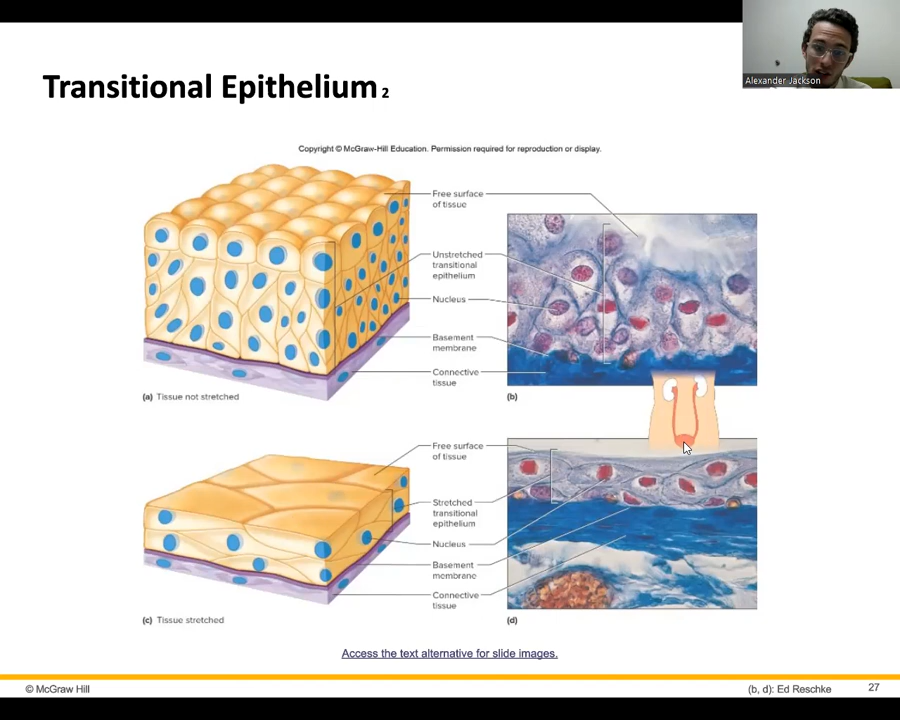 Alexander Jackson
Transitional Epithelium 2
Copyright © McGraw-Hill Education. Permission required for reproduction or display.
Free surface
of tissue
Unstretched
transitional
epithelium
Nucleus
Basement
membrane
Connective
tissue
(a) Tissue not stretched
(b)
Free surface
of tissue
Stretched
transitional
epithelium
Nucleus
Basement
membrane
Connective
tissue
(c) Tissue stretched
(d)
Access the text alternative for slide images.
© McGraw Hill
(b, d): Ed Reschke
27